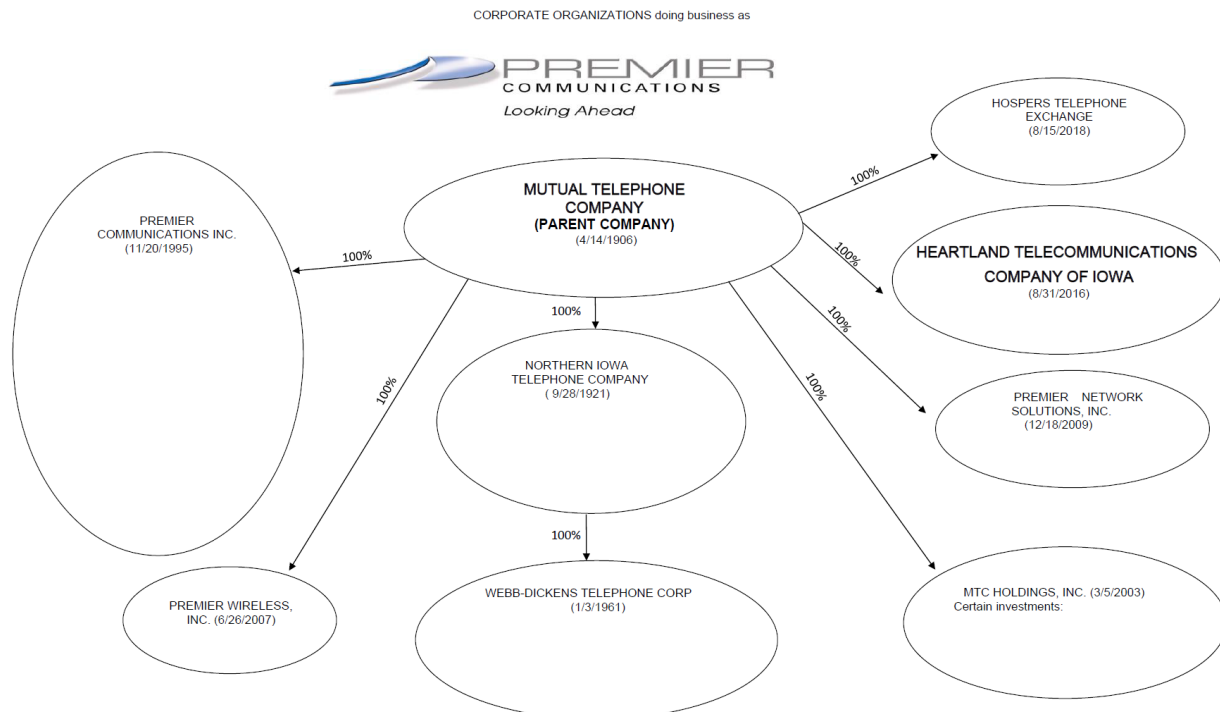 CORPORATE ORGANIZATIONS doing business as
PREMIER
COMMUNICATIONS
Looking Ahead
HOSPERS TELEPHONE
EXCHANGE
(8/15/2018)
MUTUAL TELEPHONE
COMPANY
(PARENT COMPANY)
(4/14/1906)
PREMIER
COMMUNICATIONS INC.
(11/20/1995)
HEARTLAND TELECOMMUNICATIONS
COMPANY OF IOWA
(8/31/2016)
100%
100%
100%
100%
100%
100%
100%
NORTHERN IOWA
TELEPHONE COMPANY
( 9/28/1921)
PREMIER NETWORK
SOLUTIONS, INC.
(12/18/2009)
100%
PREMIER WIRELESS,
INC. (6/26/2007)
WEBB-DICKENS TELEPHONE CORP
(1/3/1961)
MTC HOLDINGS, INC. (3/5/2003)
Certain investments: